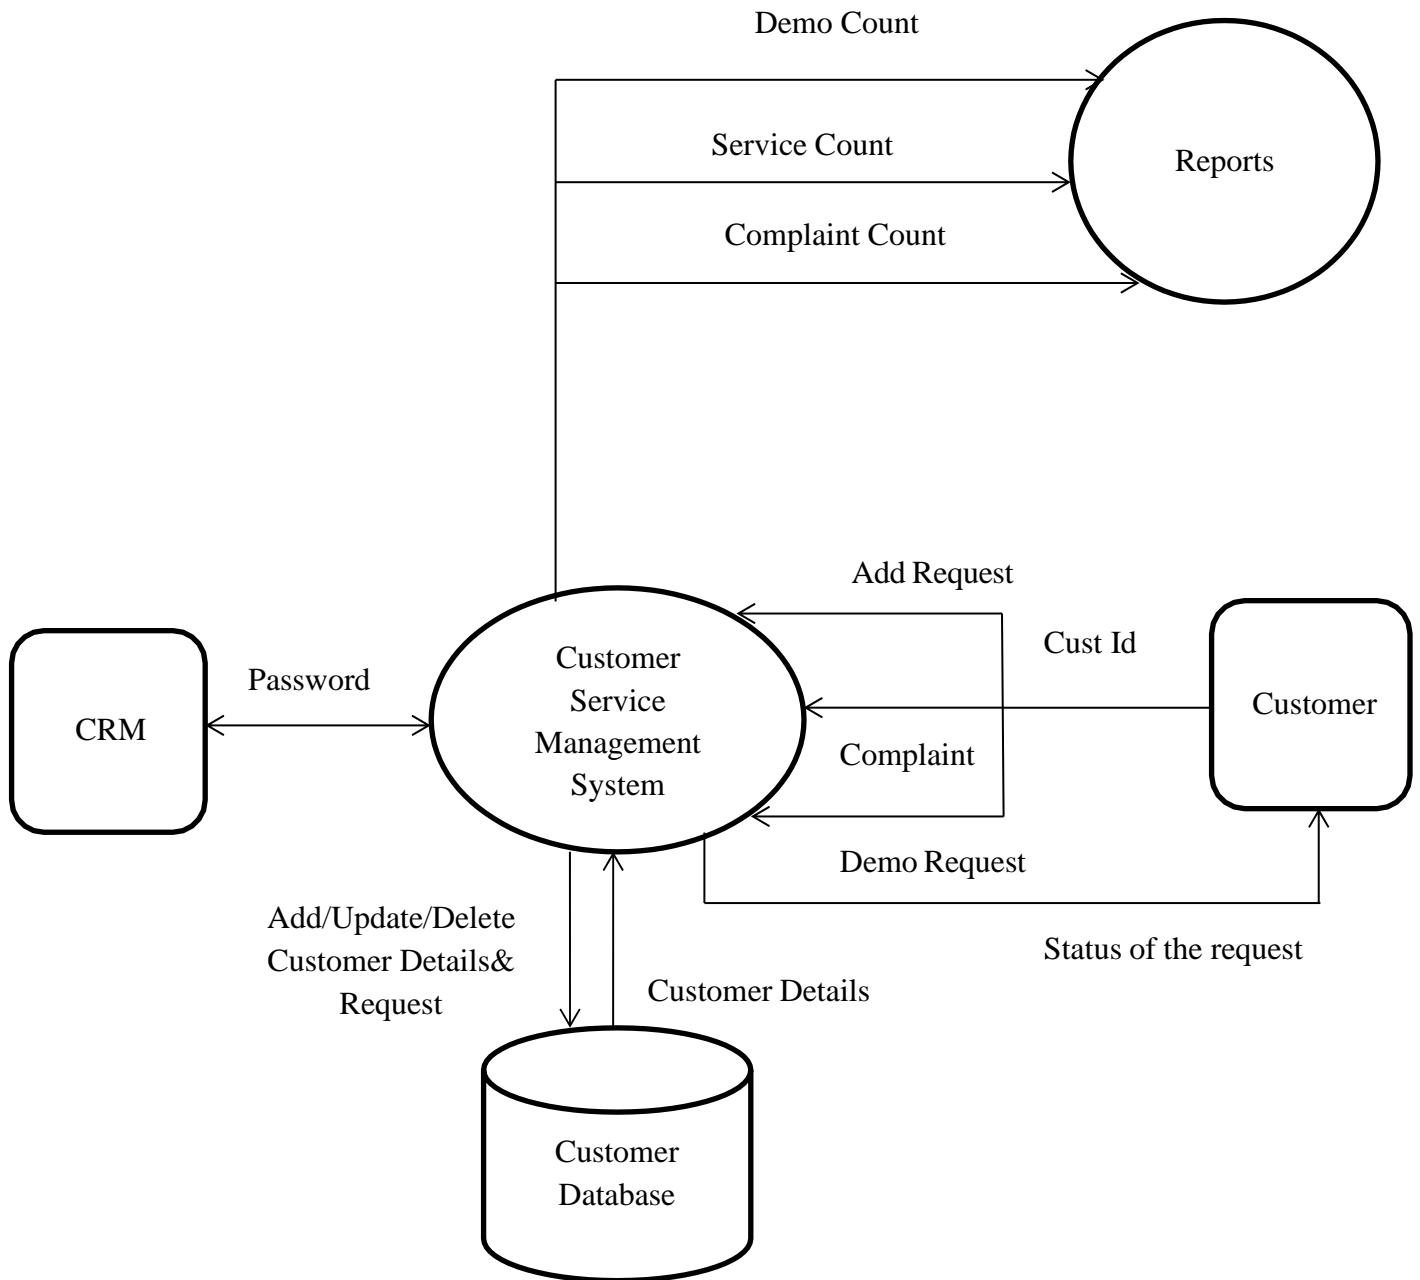 Demo Count
Service Count
Reports
Complaint Count
Add Request
Cust Id
Customer
Service
Management
System
Password
CRM
Customer
Complaint
Demo Request
Add/Update/Delete
Customer Details&
Request
Status of the request
Customer Details
Customer
Database